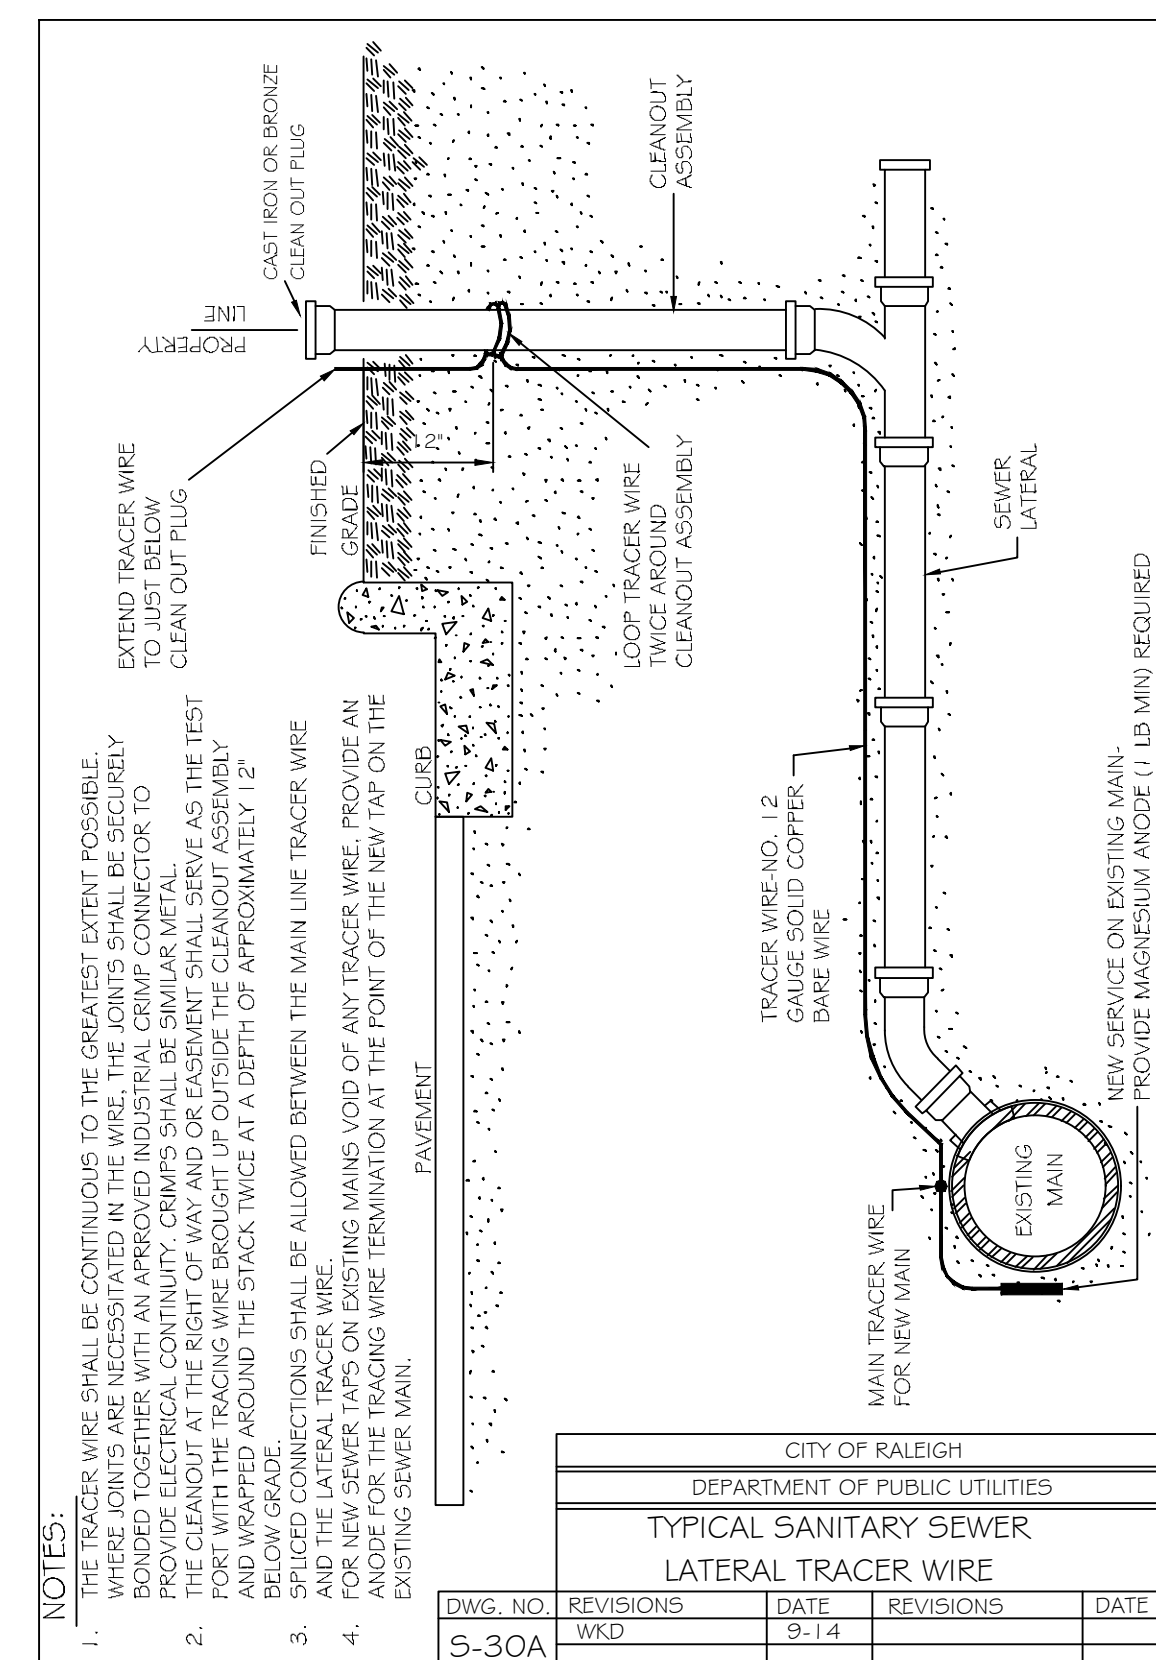 NOTES:
1. THE TRACER WIRE SHALL BE CONTINUOUS TO THE GREATEST EXTENT POSSIBLE.
WHERE JOINTS ARE NECESSITATED IN THE WIRE, THE JOINTS SHALL BE SECURELY
BONDED TOGETHER WITH AN APRROVED INDUSTRIAL CRIMP CONNECTOR TO
PROVIDE ELECTRICAL CONTINUITY. CRIMPS SHALL BE SIMILAR METAL.
2. THE CLEANOUT AT THE RIGHT OF WAY AND OR EASEMENT SHALL SERVE AS THE TEST
PORT WITH THE TRACING WIRE BROUGHT UP OUTSIDE THE CLEANOUT ASSEMBLY
AND WRAPPED AROUND THE STACK TWICE AT A DEPTH OF APPROXIMATELY 12"
BELOW GRADE.
3. SPLICED CONNECTIONS SHALL BE ALLOWED BETWEEN THE MAIN LINE TRACER WIRE
AND THE LATERAL TRACER WIRE.
4. FOR NEW SEWER TAPS ON EXISTING MAINS VOID OF ANY TRACER WIRE, PROVIDE AN
ANODE FOR THE TRACING WIRE TERMINATION AT THE POINT OF THE NEW TAP ON THE
EXISTING SEWER MAIN.
EXTEND TRACER WIRE
TO JUST BELOW
CLEAN OUT PLUG
PROPERTY
LINE
CAST IRON OR BRONZE
CLEAN OUT PLUG
FINISHED
GRADE
12"
CLEANOUT
ASSEMBLY
LOOP TRACER WIRE
TWICE AROUND
CLEANOUT ASSEMBLY
PAVEMENT
CURB
TRACER WIRE-NO. 12
GAUGE SOLID COPPER
BARE WIRE
SEWER
LATERAL
MAIN TRACER WIRE
FOR NEW MAIN
EXISTING
MAIN
NEW SERVICE ON EXISTING MAIN-
PROVIDE MAGNESIUM ANODE (1 LB MIN) REQUIRED
CITY OF RALEIGH
DEPARTMENT OF PUBLIC UTILITIES
TYPICAL SANITARY SEWER
LATERAL TRACER WIRE
DWG. NO. REVISIONS DATE REVISIONS DATE
S-30A WKD 9-14